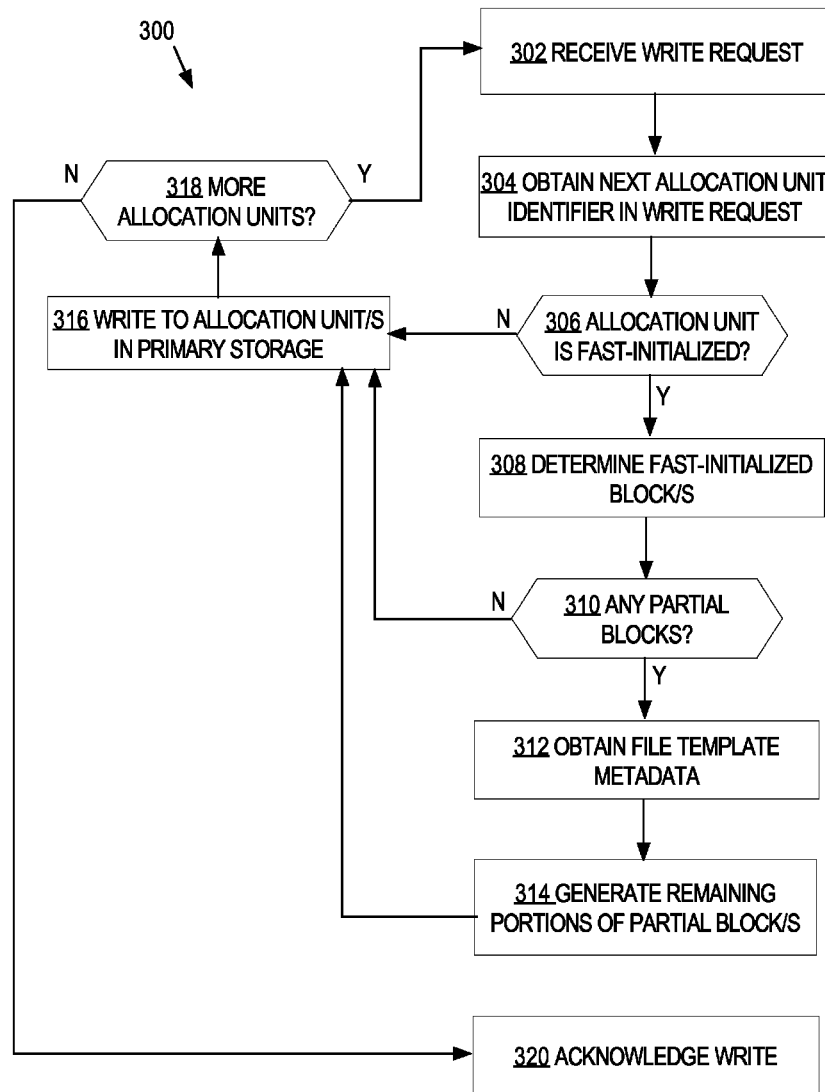 300
302 RECEIVE WRITE REQUEST
N
318 MORE
ALLOCATION UNITS?
Y
304 OBTAIN NEXT ALLOCATION UNIT
IDENTIFIER IN WRITE REQUEST
316 WRITE TO ALLOCATION UNIT/S
IN PRIMARY STORAGE
N
306 ALLOCATION UNIT
IS FAST-INITIALIZED?
Y
308 DETERMINE FAST-INITIALIZED
BLOCK/S
N
310 ANY PARTIAL
BLOCKS?
Y
312 OBTAIN FILE TEMPLATE
METADATA
314 GENERATE REMAINING
PORTIONS OF PARTIAL BLOCK/S
320 ACKNOWLEDGE WRITE